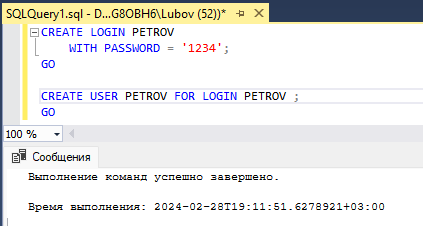 SQLQuery1.sql - D...G8OBH6\Lubov (52))*
CREATE LOGIN PETROV
WITH PASSWORD = '1234';
GO
CREATE USER PETROV FOR LOGIN PETROV ;
GO
100 %
Сообщения
Выполнение команд успешно завершено.
Время выполнения: 2024-02-28T19:11:51.6278921+03:00